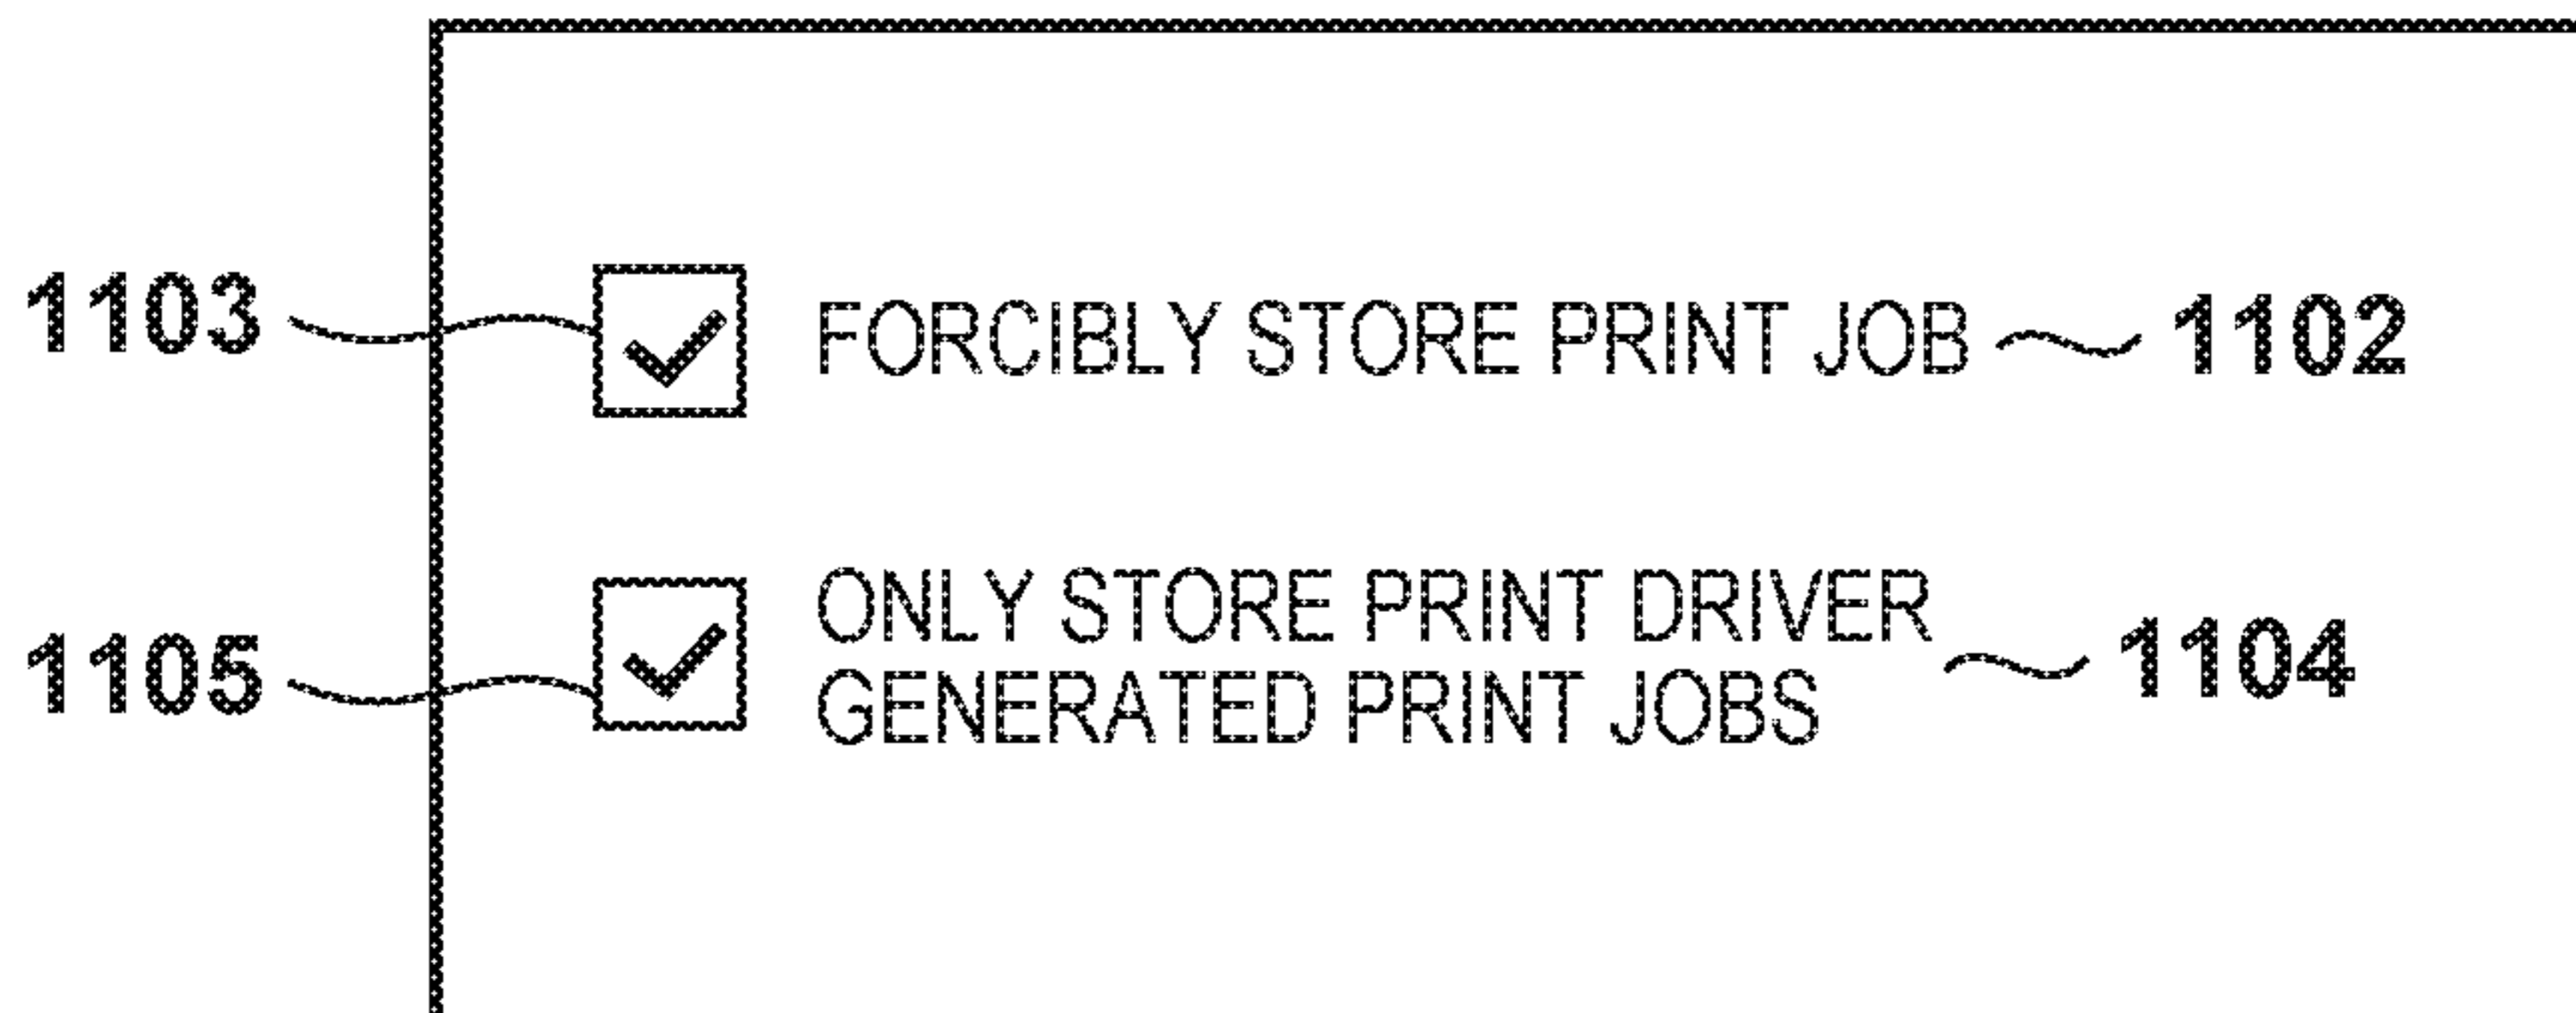 1103 FORCIBLY STORE PRINT JOB 1102
ONLY STORE PRINT DRIVER
1105 GENERATED PRINT JOBS 1104